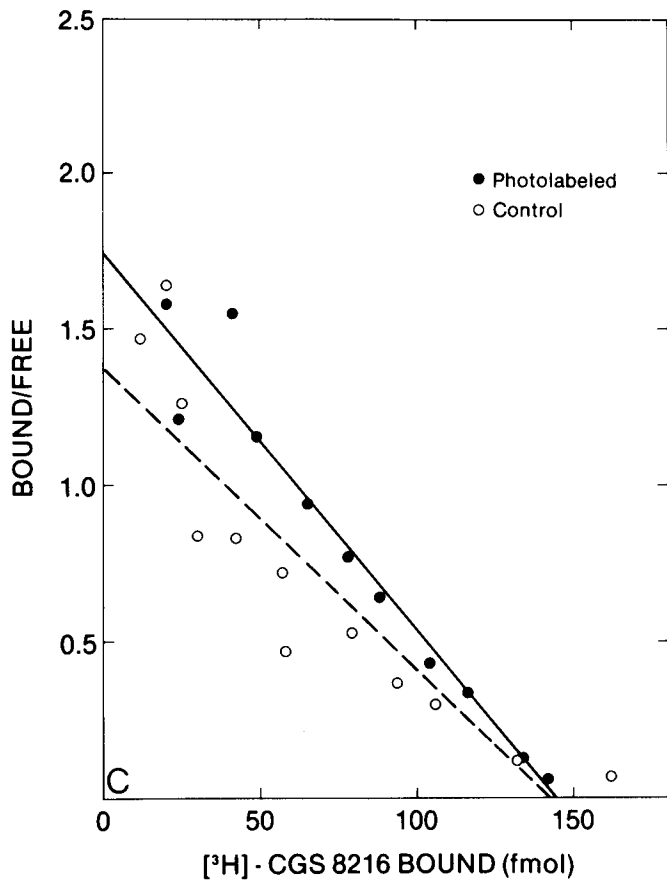 2.5
2.0
1.5
1.0
0.5
BOUND/FREE
● Photolabeled
○ Control
C
0 50 100 150
[³H] - CGS 8216 BOUND (fmol)